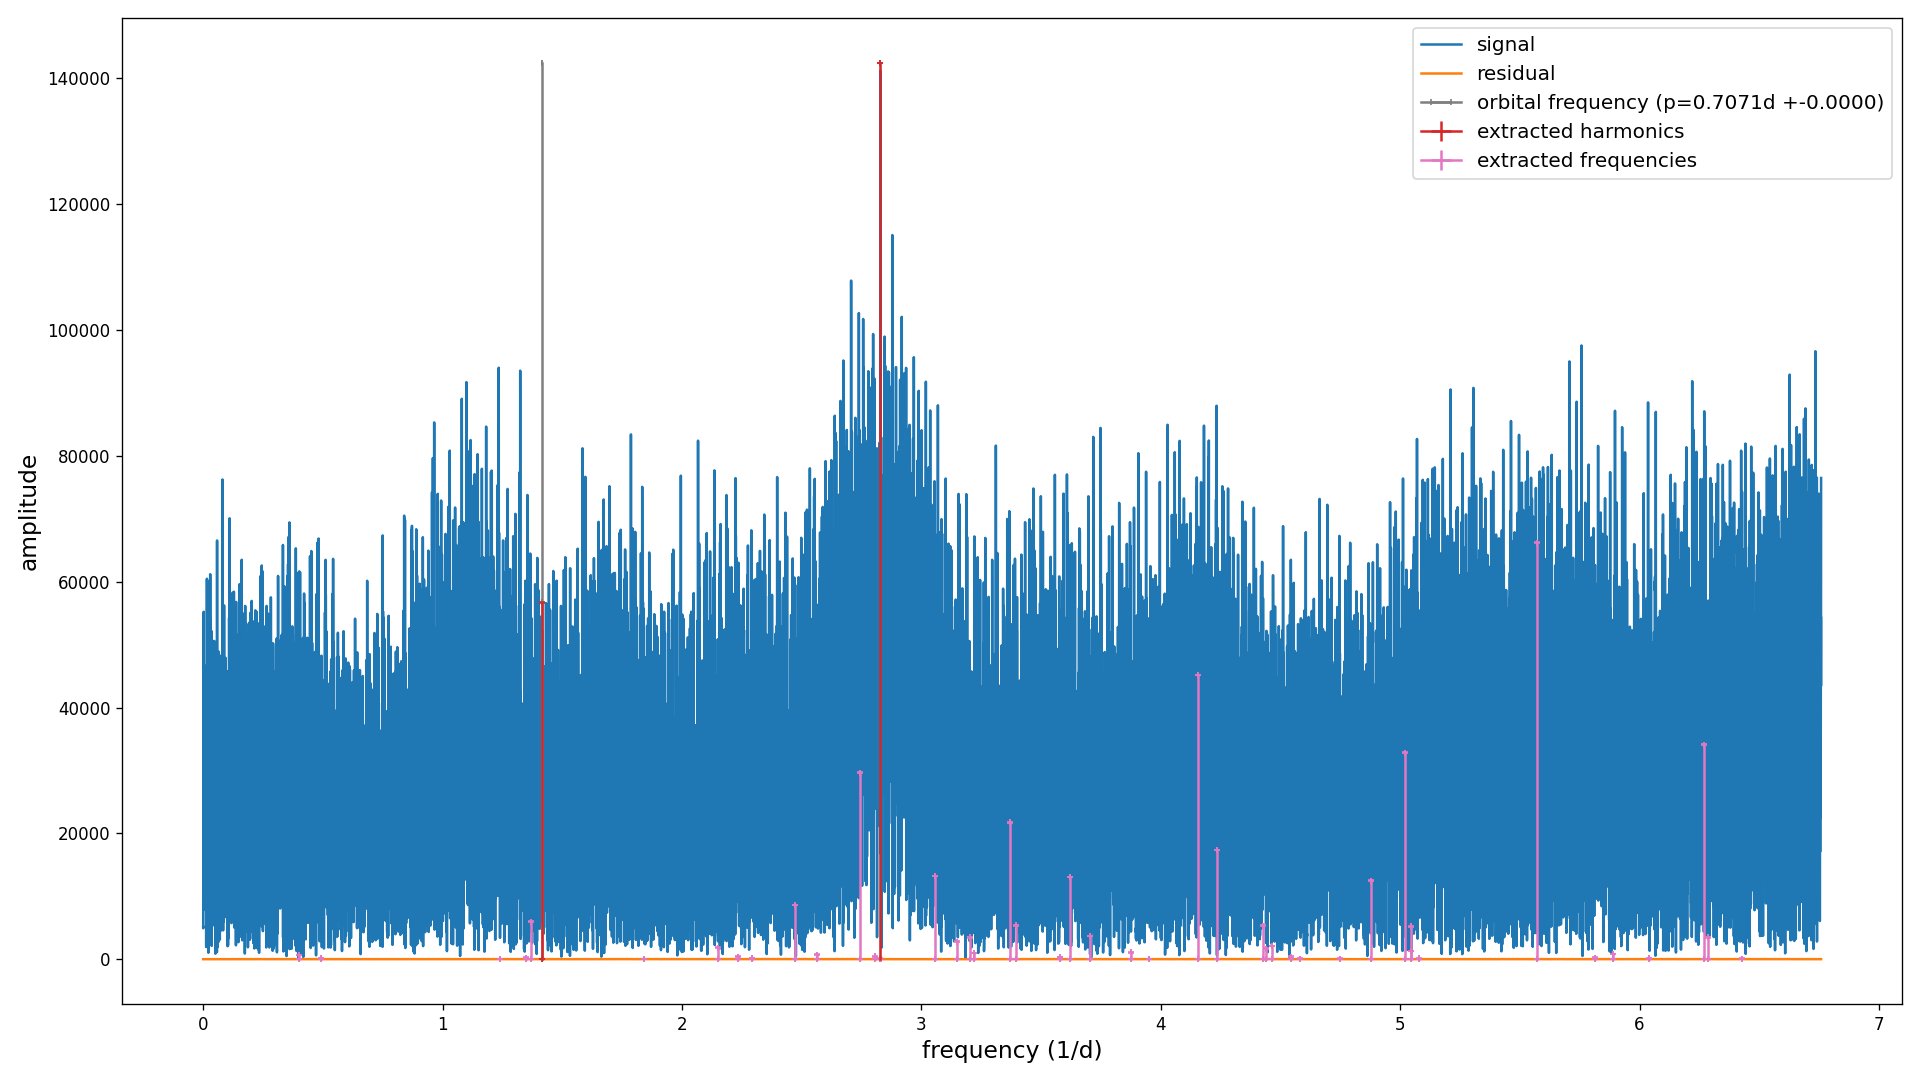 signal
residual
orbital frequency (p=0.7071d +-0.0000)
extracted harmonics
extracted frequencies
amplitude
140000
120000
100000
80000
60000
40000
20000
0
0 1 2 3 4 5 6 7
frequency (1/d)